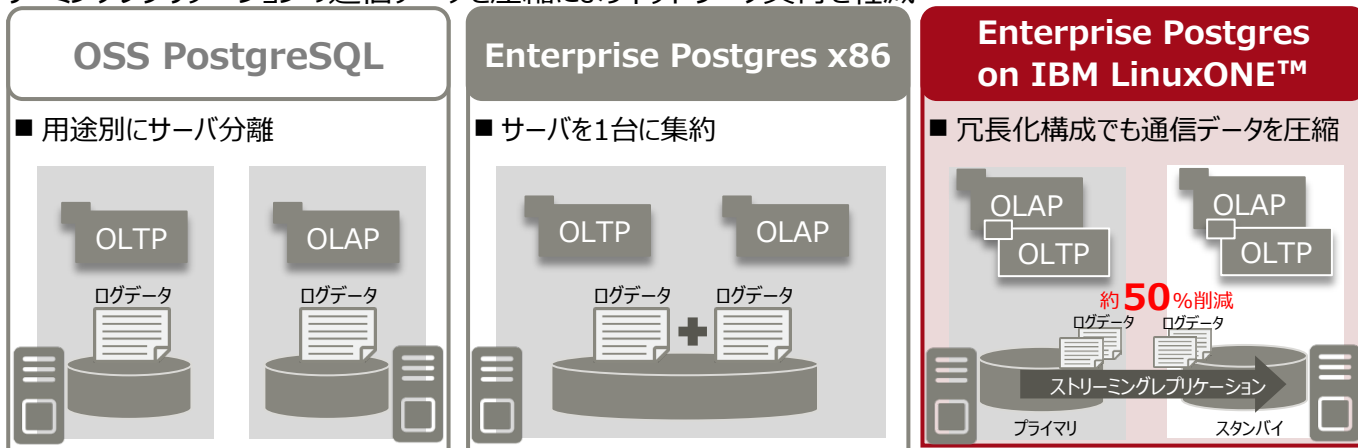 OSS PostgreSQL
■ 用途別にサーバ分離
OLTP
OLAP
ログデータ
ログデータ
Enterprise Postgres x86
■ サーバを1台に集約
OLTP
OLAP
ログデータ
ログデータ
Enterprise Postgres
on IBM LinuxONE™
■ 冗長化構成でも通信データを圧縮
OLAP
OLTP
OLAP
OLTP
約50%削減
ログデータ
ログデータ
ストリーミングレプリケーション
プライマリ
スタンバイ